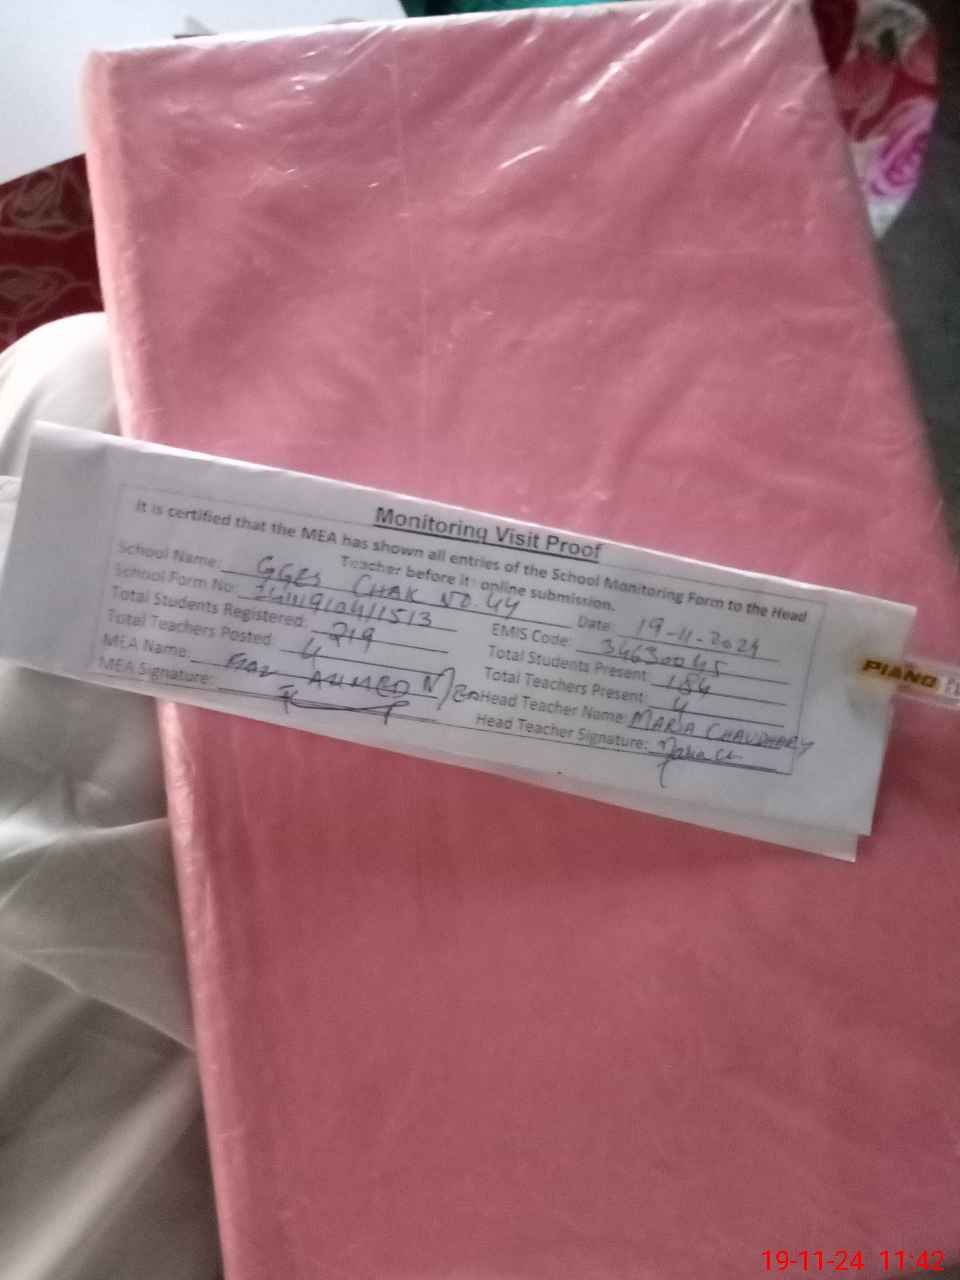 Monitoring Visit Proof
It is certified that the MEA has shown all entries of the School Monitoring Form to the Head
Teacher before it online submission.
School Name: GGES CHAK NO. 44 Date: 19-11-2024
School Form No: EMIS Code: 34630045
Total Students Registered: 219 Total Students Present: 184
Total Teachers Posted 4 Total Teachers Present: 4
MEA Name: AHMED Head Teacher Name: MARIA CHAUDHARY
MEA Signature: Head Teacher Signature: Maria Ch
PIANO
19-11-24 11:42